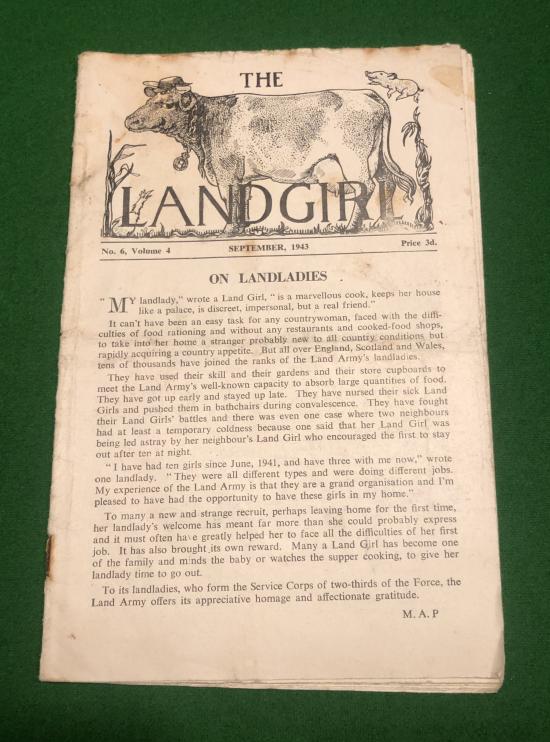 THE
LAND GIRL
No. 6, Volume 4 SEPTEMBER, 1943 Price 3d.
ON LANDLADIES
"MY landlady," wrote a Land Girl, "is a marvellous cook, keeps her house
like a palace, is discreet, impersonal, but a real friend."
It can't have been an easy task for any countrywoman, faced with the diffi-
culties of food rationing and without any restaurants and cooked-food shops,
to take into her home a stranger probably new to all country conditions but
rapidly acquiring a country appetite. But all over England, Scotland and Wales,
tens of thousands have joined the ranks of the Land Army's landladies.
They have used their skill and their gardens and their store cupboards to
meet the Land Army's well-known capacity to absorb large quantities of food.
They have got up early and stayed up late. They have nursed their sick Land
Girls and pushed them in bathchairs during convalescence. They have fought
their Land Girls' battles and there was even one case where two neighbours
had at least a temporary coldness because one said that her Land Girl was
being led astray by her neighbour's Land Girl who encouraged the first to stay
out after ten at night.
"I have had ten girls since June, 1941, and have three with me now," wrote
one landlady. "They were all different types and were doing different jobs.
My experience of the Land Army is that they are a grand organisation and I'm
pleased to have had the opportunity to have these girls in my home."
To many a new and strange recruit, perhaps leaving home for the first time,
her landlady's welcome has meant far more than she could probably express
and it must often have greatly helped her to face all the difficulties of her first
job. It has also brought its own reward. Many a Land Girl has become one
of the family and minds the baby or watches the supper cooking, to give her
landlady time to go out.
To its landladies, who form the Service Corps of two-thirds of the Force, the
Land Army offers its appreciative homage and affectionate gratitude.
M. A. P